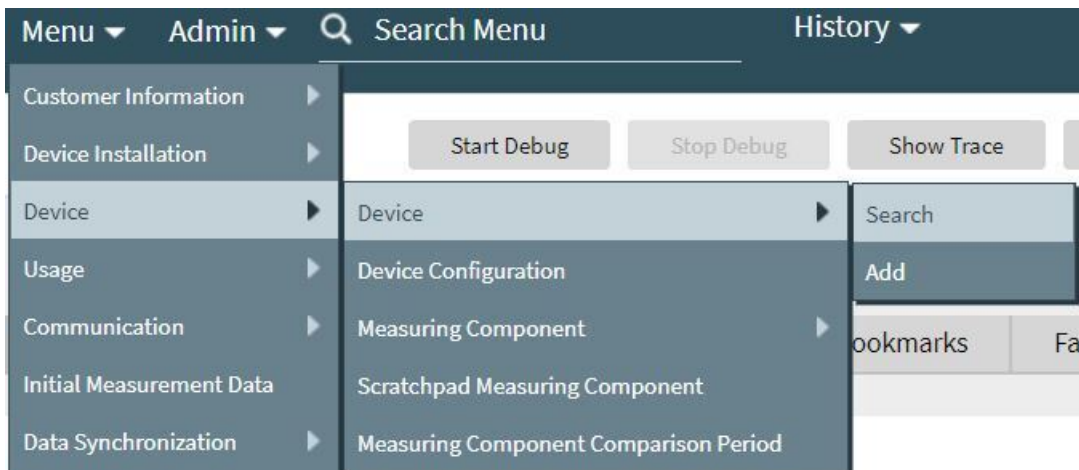 Menu Admin Search Menu History
Customer Information
Device Installation Start Debug Stop Debug Show Trace
Device Device Search
Usage Device Configuration Add
Communication Measuring Component ookmarks Fa
Initial Measurement Data Scratchpad Measuring Component
Data Synchronization Measuring Component Comparison Period